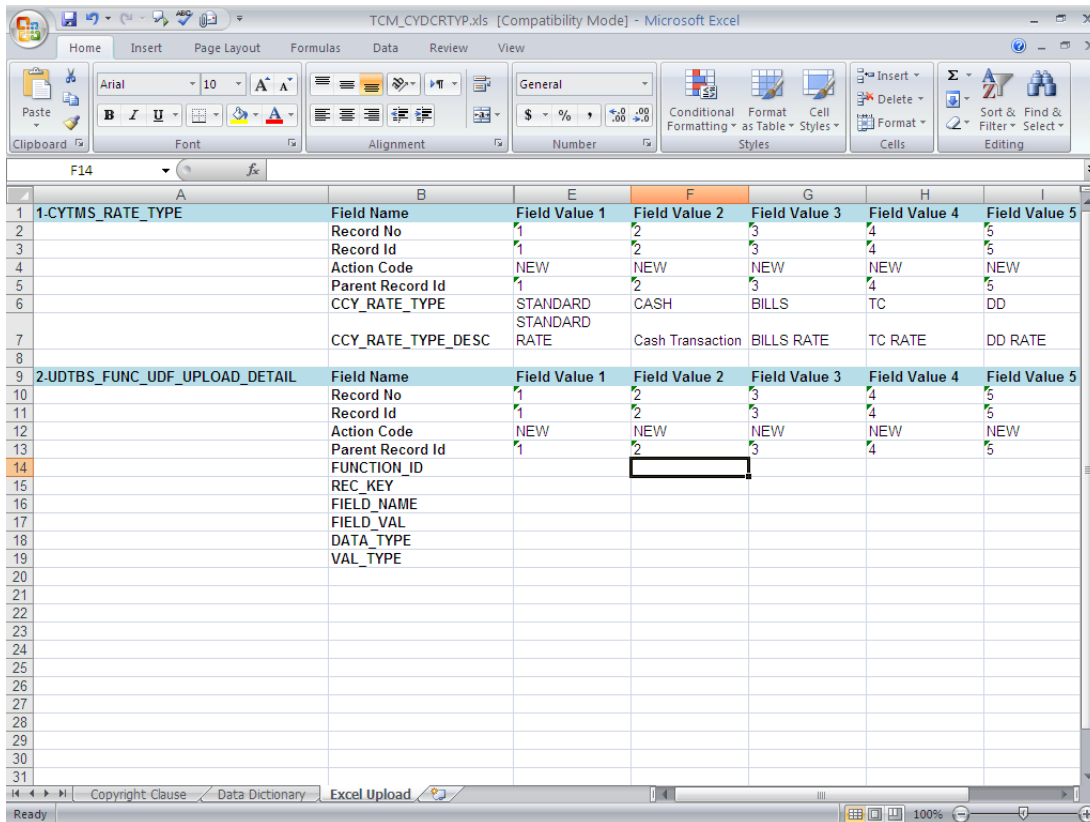 TCM_CYDCRTYP.xls [Compatibility Mode] - Microsoft Excel
Home Insert Page Layout Formulas Data Review View
Paste Arial 10 General Conditional Formatting Format as Table Cell Styles Insert Delete Format Sort & Filter Find & Select
Clipboard Font Alignment Number Styles Cells Editing
F14 fx
A B E F G H I
1 1-CYTMS_RATE_TYPE Field Name Field Value 1 Field Value 2 Field Value 3 Field Value 4 Field Value 5
2 Record No 1 2 3 4 5
3 Record Id 1 2 3 4 5
4 Action Code NEW NEW NEW NEW NEW
5 Parent Record Id 1 2 3 4 5
6 CCY_RATE_TYPE STANDARD CASH BILLS TC DD
7 CCY_RATE_TYPE_DESC STANDARD RATE Cash Transaction BILLS RATE TC RATE DD RATE
8
9 2-UDTBS_FUNC_UDF_UPLOAD_DETAIL Field Name Field Value 1 Field Value 2 Field Value 3 Field Value 4 Field Value 5
10 Record No 1 2 3 4 5
11 Record Id 1 2 3 4 5
12 Action Code NEW NEW NEW NEW NEW
13 Parent Record Id 1 2 3 4 5
14 FUNCTION_ID
15 REC_KEY
16 FIELD_NAME
17 FIELD_VAL
18 DATA_TYPE
19 VAL_TYPE
20
21
22
23
24
25
26
27
28
29
30
31
Copyright Clause Data Dictionary Excel Upload
Ready 100%